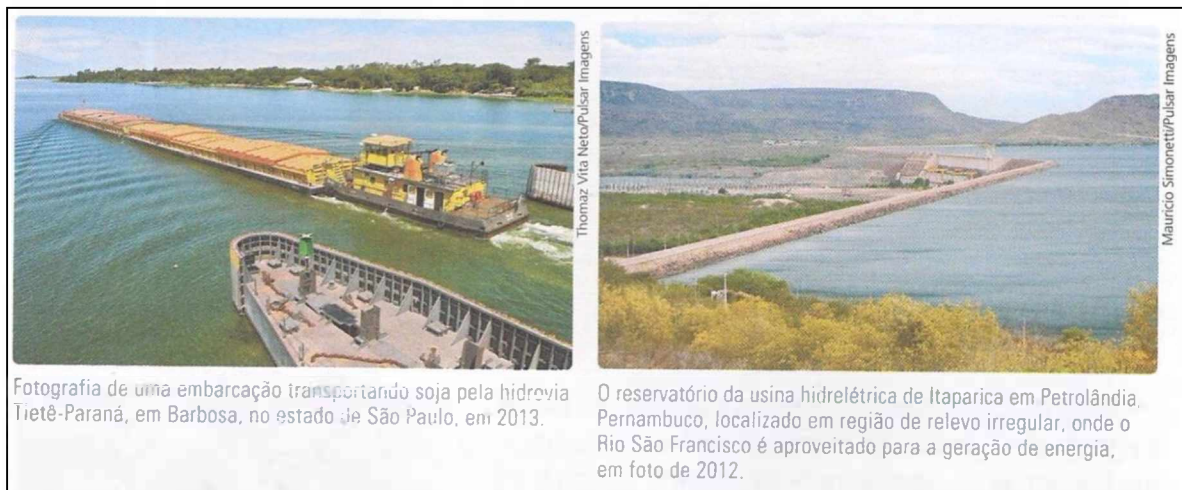 Thomaz Vita Neto/Pulsar Imagens
Fotografia de uma embarcação transportando soja pela hidrovia
Tietê-Paraná, em Barbosa, no estado de São Paulo, em 2013.
Mauricio Simonetti/Pulsar Imagens
O reservatório da usina hidrelétrica de Itaparica em Petrolândia,
Pernambuco, localizado em região de relevo irregular, onde o
Rio São Francisco é aproveitado para a geração de energia,
em foto de 2012.